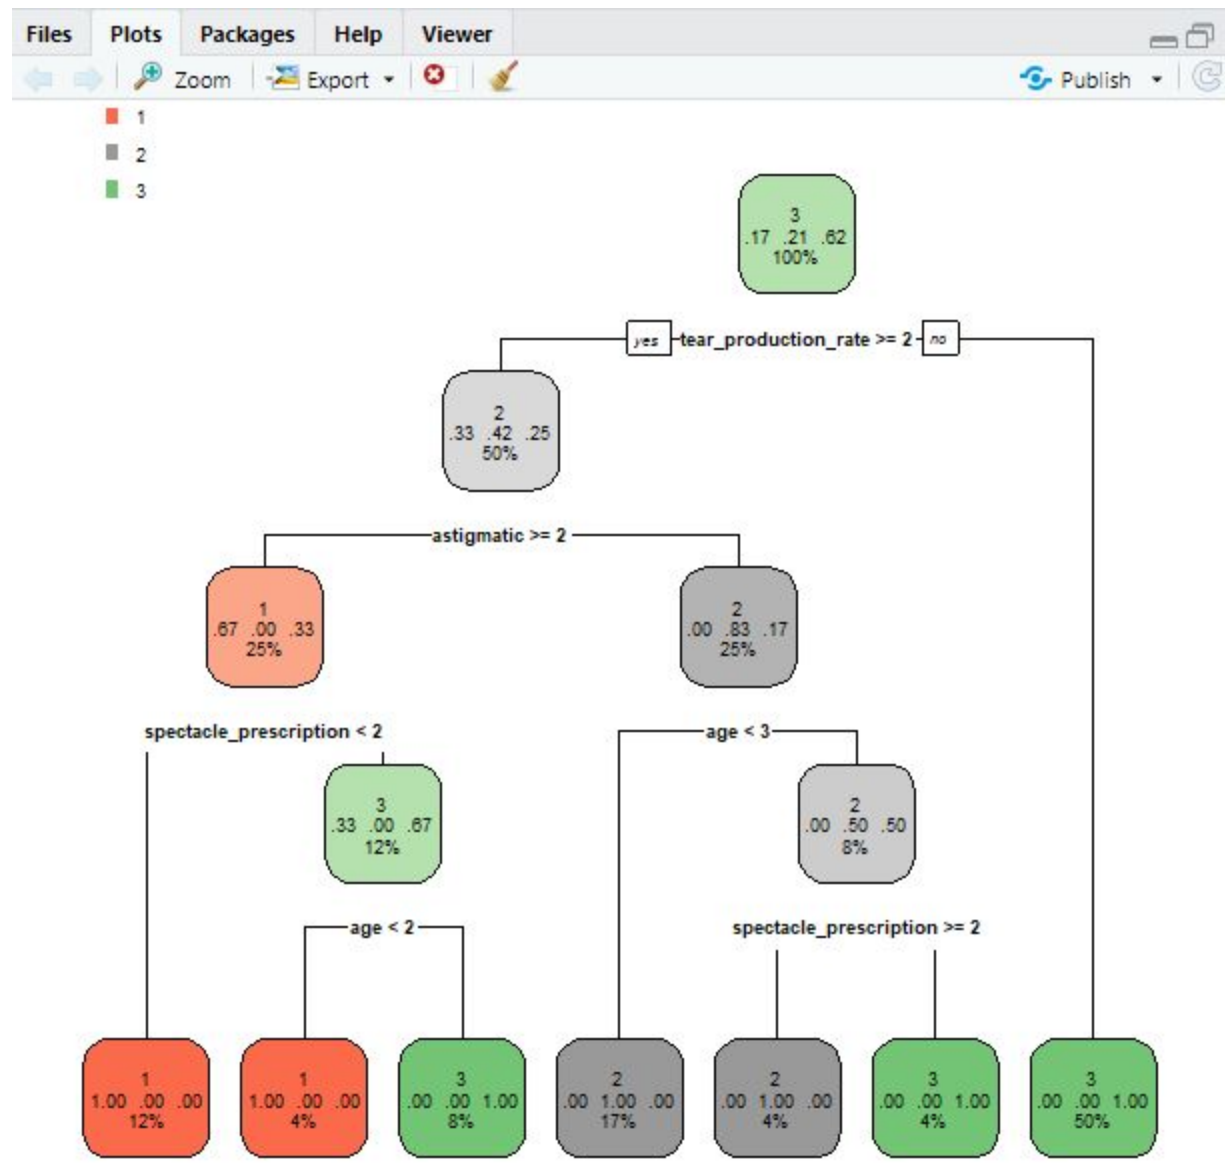 Files Plots Packages Help Viewer
Zoom Export Publish
1
2
3
3
.17 .21 .62
100%
yes tear_production_rate >= 2 no
2
.33 .42 .25
50%
astigmatic >= 2
1
.67 .00 .33
25%
2
.00 .83 .17
25%
spectacle_prescription < 2
age < 3
3
.33 .00 .67
12%
2
.00 .50 .50
8%
age < 2
spectacle_prescription >= 2
1
1.00 .00 .00
12%
1
1.00 .00 .00
4%
3
.00 .00 1.00
8%
2
.00 1.00 .00
17%
2
.00 1.00 .00
4%
3
.00 .00 1.00
4%
3
.00 .00 1.00
50%